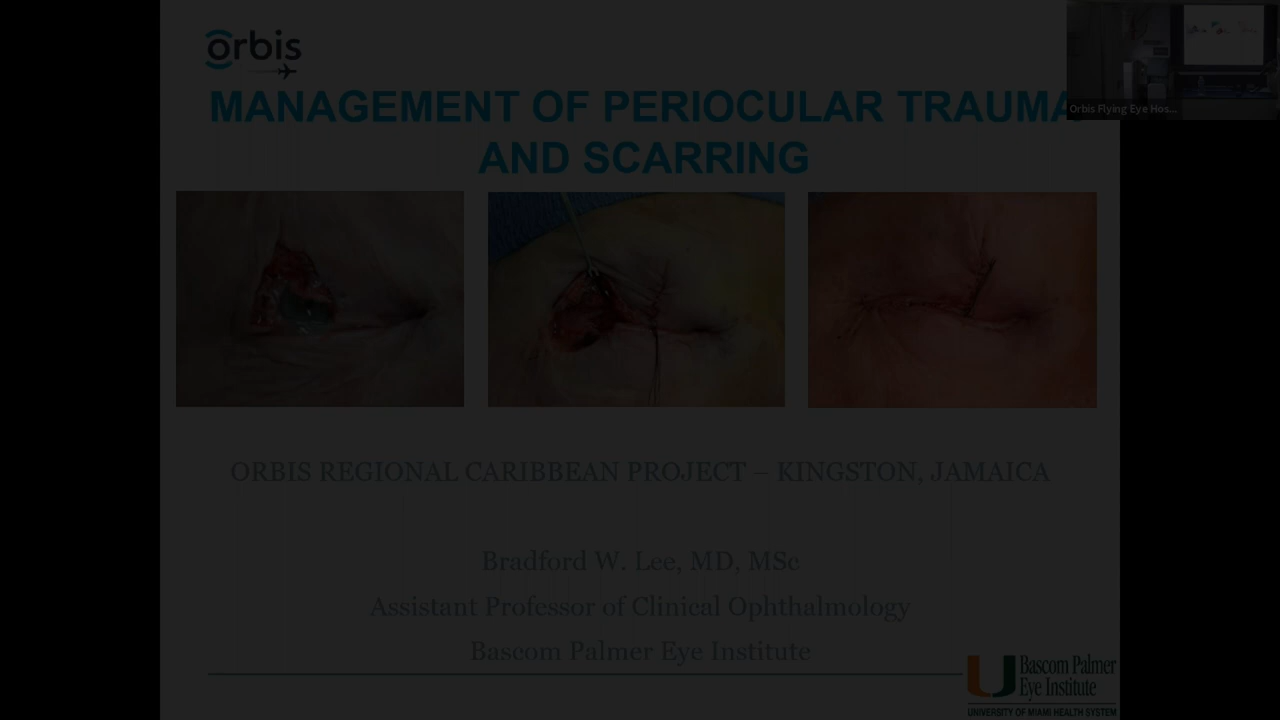 orbis
MANAGEMENT OF PERIOCULAR TRAUMA
AND SCARRING
Orbis Flying Eye Hos...
ORBIS REGIONAL CARIBBEAN PROJECT – KINGSTON, JAMAICA
Bradford W. Lee, MD, MSc
Assistant Professor of Clinical Ophthalmology
Bascom Palmer Eye Institute
Bascom Palmer
Eye Institute
UNIVERSITY OF MIAMI HEALTH SYSTEM